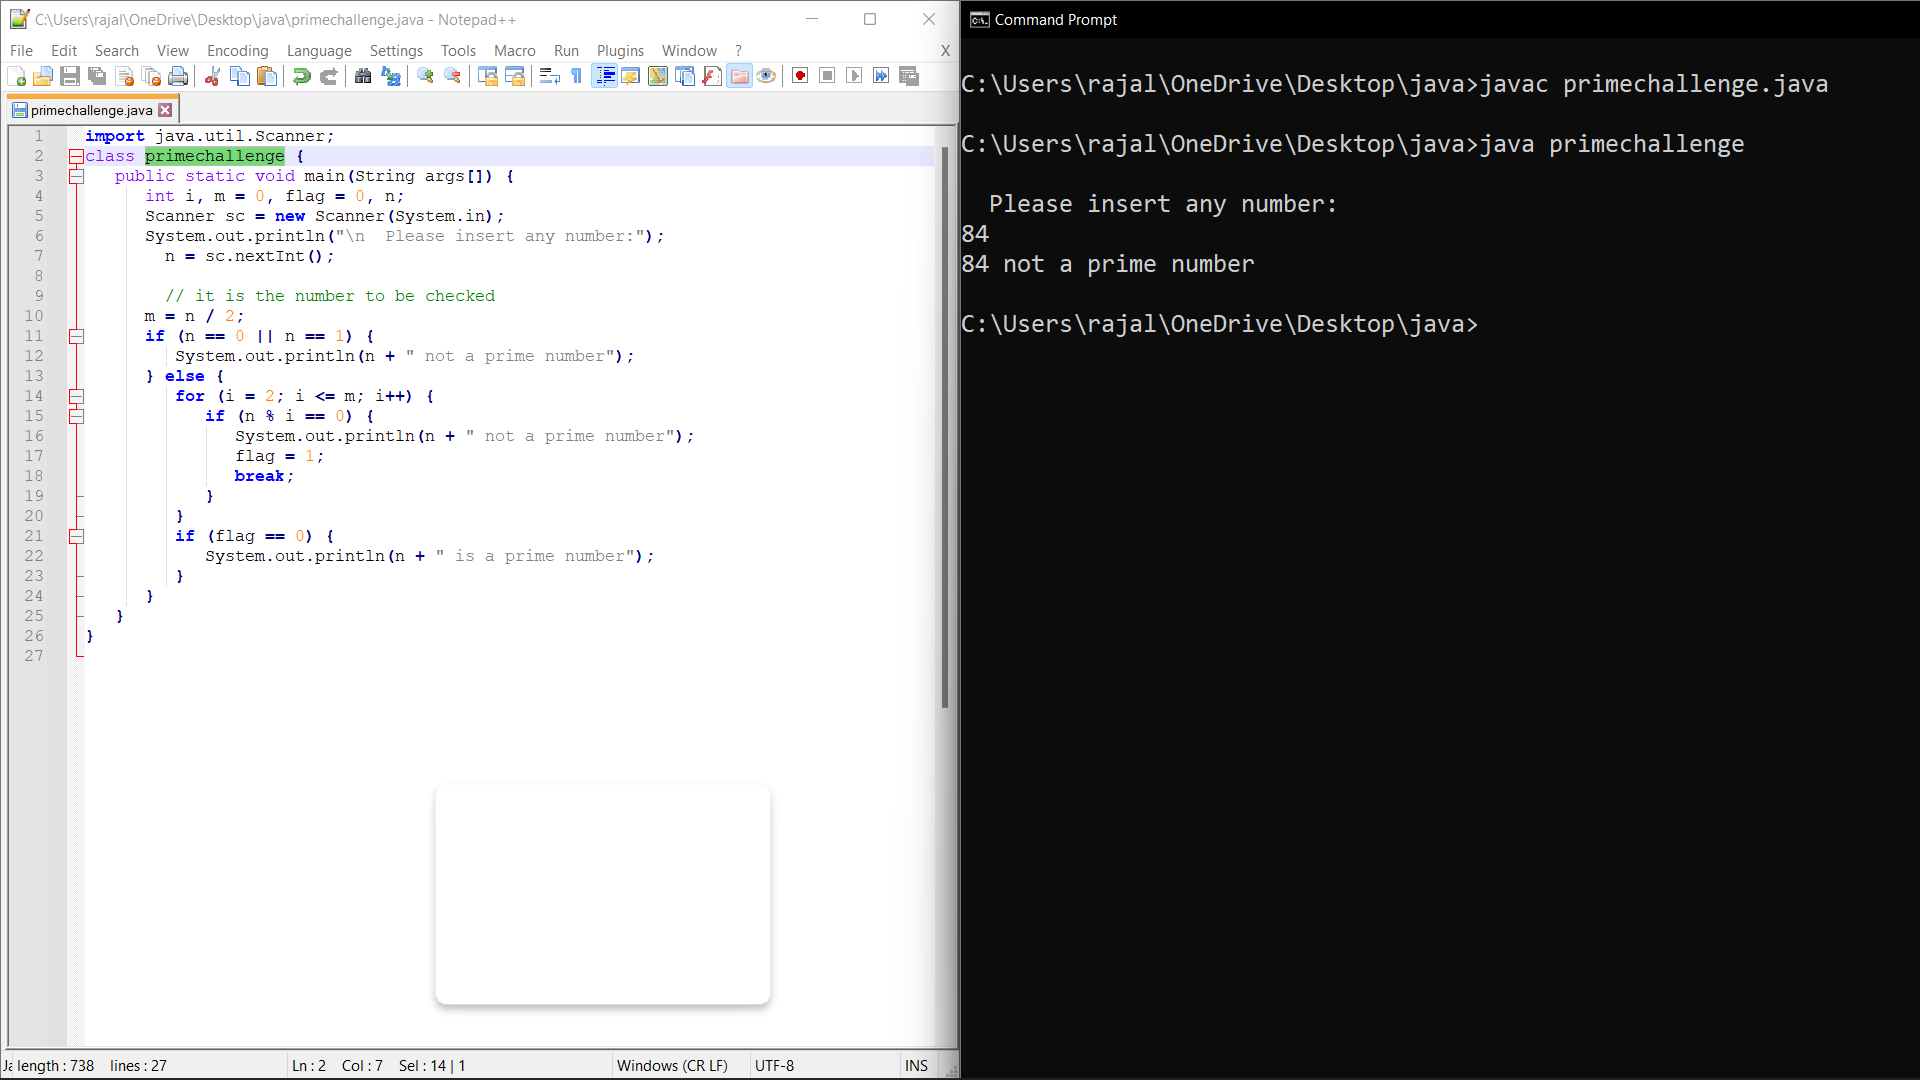 C:\Users\rajal\OneDrive\Desktop\java\primechallenge.java - Notepad++
File Edit Search View Encoding Language Settings Tools Macro Run Plugins Window ? X
primechallenge.java
1 import java.util.Scanner;
2 class primechallenge {
3 public static void main(String args[]) {
4 int i, m = 0, flag = 0, n;
5 Scanner sc = new Scanner(System.in);
6 System.out.println("\n  Please insert any number:");
7 n = sc.nextInt();
8
9 // it is the number to be checked
10 m = n / 2;
11 if (n == 0 || n == 1) {
12 System.out.println(n + " not a prime number");
13 } else {
14 for (i = 2; i <= m; i++) {
15 if (n % i == 0) {
16 System.out.println(n + " not a prime number");
17 flag = 1;
18 break;
19 }
20 }
21 if (flag == 0) {
22 System.out.println(n + " is a prime number");
23 }
24 }
25 }
26 }
27
Ja length : 738 lines : 27 Ln : 2 Col : 7 Sel : 14 | 1 Windows (CR LF) UTF-8 INS
Command Prompt
C:\Users\rajal\OneDrive\Desktop\java>javac primechallenge.java
C:\Users\rajal\OneDrive\Desktop\java>java primechallenge
Please insert any number:
84
84 not a prime number
C:\Users\rajal\OneDrive\Desktop\java>